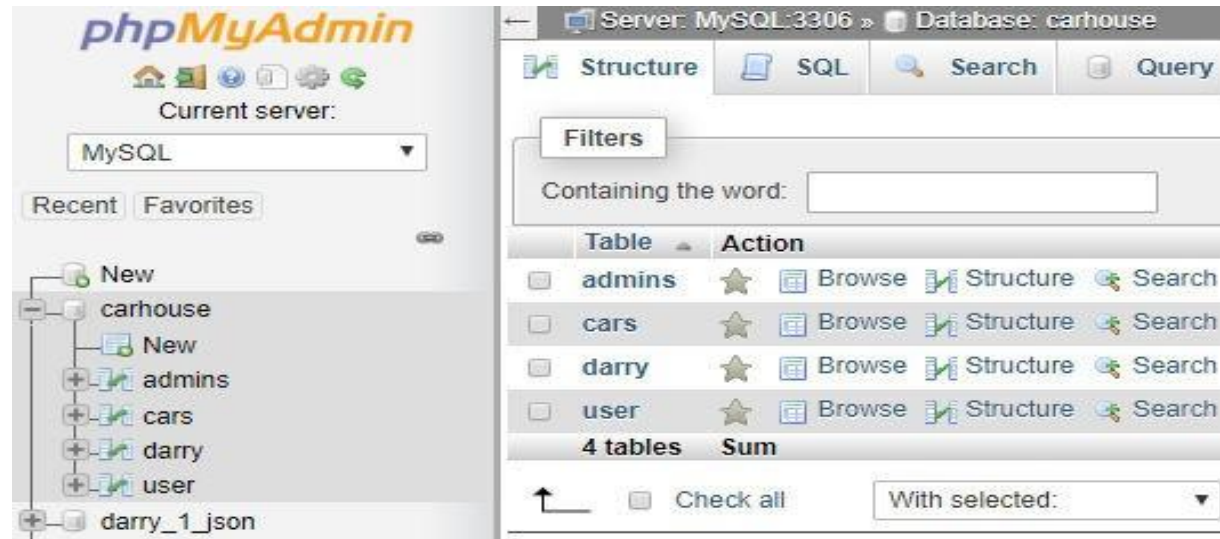 phpMyAdmin
Current server:
MySQL
Recent Favorites
New
carhouse
New
admins
cars
darry
user
darry_1_json
Server: MySQL:3306 » Database: carhouse
Structure SQL Search Query
Filters
Containing the word:
Table Action
admins Browse Structure Search
cars Browse Structure Search
darry Browse Structure Search
user Browse Structure Search
4 tables Sum
Check all With selected: